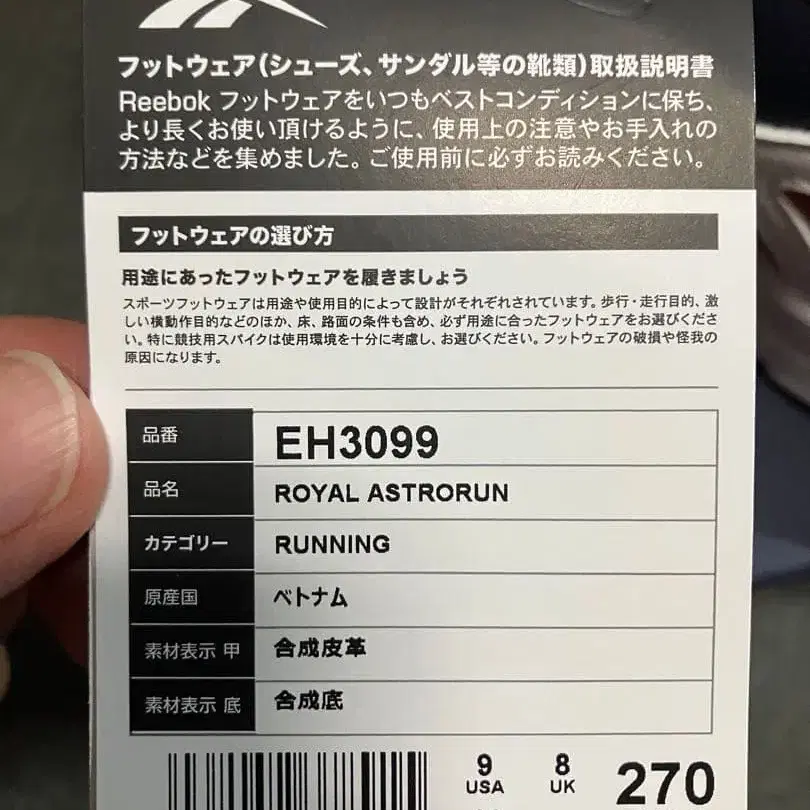 フットウェア(シューズ、サンダル等の靴類)取扱説明書
Reebok フットウェアをいつもベストコンディションに保ち、
より長くお使い頂けるように、使用上の注意やお手入れの
方法などを集めました。ご使用前に必ずお読みください。
フットウェアの選び方
用途にあったフットウェアを履きましょう
スポーツフットウェアは用途や使用目的によって設計がそれぞれされています。歩行・走行目的、激
しい横動作目的などのほか、床、路面の条件も含め、必ず用途に合ったフットウェアをお選びくださ
い。特に競技用スパイクは使用環境を十分に考慮し、お選びください。フットウェアの破損や怪我の
原因になります。
品番 EH3099
品名 ROYAL ASTRORUN
カテゴリー RUNNING
原産国 ベトナム
素材表示 甲 合成皮革
素材表示 底 合成底
9 8 270
USA UK